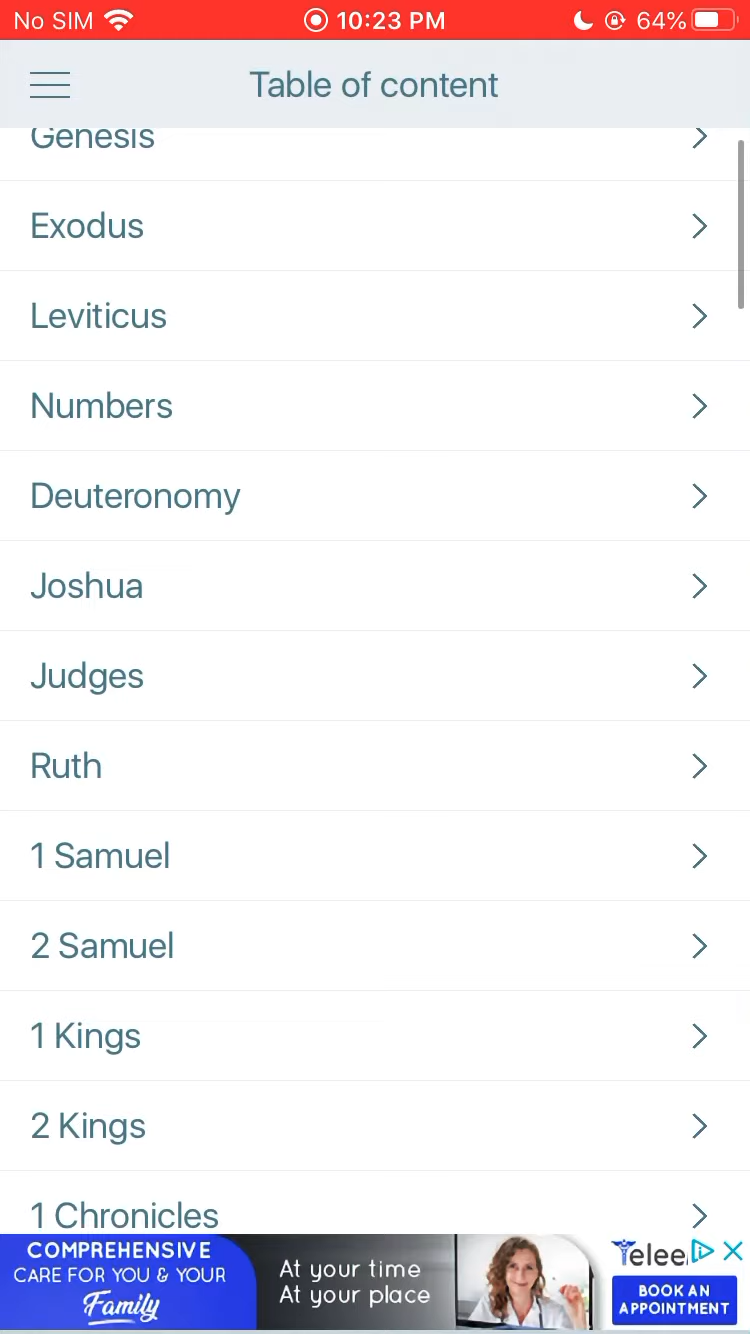 No SIM 10:23 PM 64%
Table of content
Genesis
Exodus
Leviticus
Numbers
Deuteronomy
Joshua
Judges
Ruth
1 Samuel
2 Samuel
1 Kings
2 Kings
1 Chronicles
COMPREHENSIVE
CARE FOR YOU & YOUR
Family
At your time
At your place
BOOK AN
APPOINTMENT